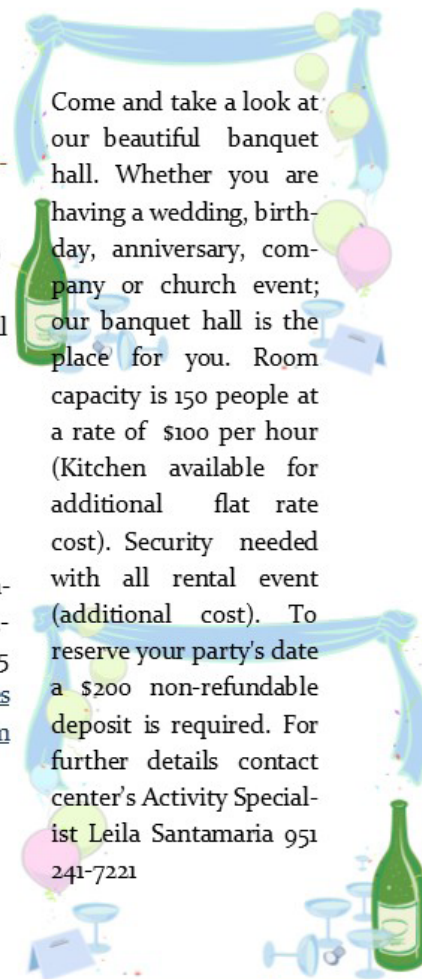 Come and take a look at
our beautiful banquet
hall. Whether you are
having a wedding, birth-
day, anniversary, com-
pany or church event;
our banquet hall is the
place for you. Room
capacity is 150 people at
a rate of $100 per hour
(Kitchen available for
additional flat rate
cost). Security needed
with all rental event
(additional cost). To
reserve your party's date
a $200 non-refundable
deposit is required. For
further details contact
center's Activity Special-
ist Leila Santamaria 951
241-7221